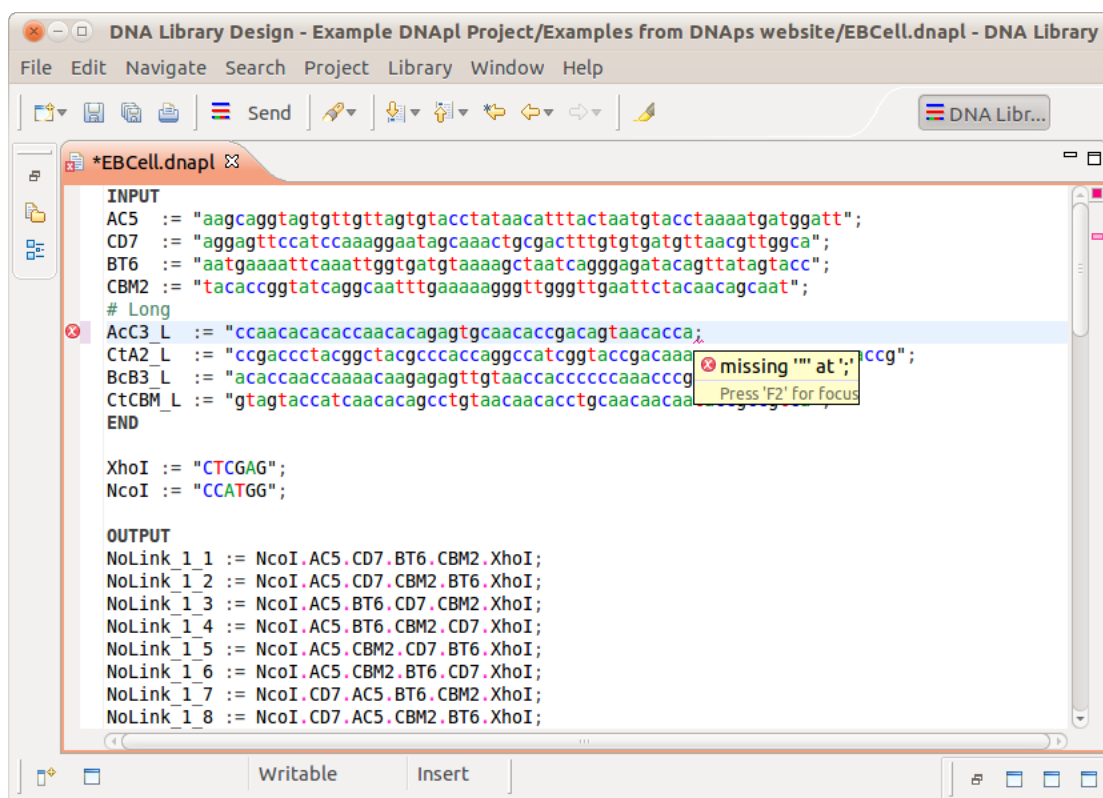 DNA Library Design - Example DNApl Project/Examples from DNAps website/EBCell.dnapl - DNA Library
File Edit Navigate Search Project Library Window Help
Send
DNA Libr...
*EBCell.dnapl
INPUT
AC5 := "aagcaggtagtgttgttagtgtacctataacatttactaatgtacctaaaatgatggatt";
CD7 := "aggagttccatccaaaggaatagcaaactgcgactttgtgtgatgttaacgttggca";
BT6 := "aatgaaaattcaaattggtgatgtaaaagctaatcagggagatacagttatagtacc";
CBM2 := "tacaccggtatcaggcaatttgaaaaagggttgggttgaattctacaacagcaat";
# Long
AcC3_L := "ccaacacacaccaacacagagtgcaacaccgacagtaacacca;
CtA2_L := "ccgaccctacggctacgcccaccaggccatcggtaccgacaaa accg";
missing '"' at ';'
BcB3_L := "acaccaaccaaaacaagagagttgtaaccaccccccaaacccg
Press 'F2' for focus
CtCBM_L := "gtagtaccatcaacacagcctgtaacaacacctgcaacaacaa
END
XhoI := "CTCGAG";
NcoI := "CCATGG";
OUTPUT
NoLink_1_1 := NcoI.AC5.CD7.BT6.CBM2.XhoI;
NoLink_1_2 := NcoI.AC5.CD7.CBM2.BT6.XhoI;
NoLink_1_3 := NcoI.AC5.BT6.CD7.CBM2.XhoI;
NoLink_1_4 := NcoI.AC5.BT6.CBM2.CD7.XhoI;
NoLink_1_5 := NcoI.AC5.CBM2.CD7.BT6.XhoI;
NoLink_1_6 := NcoI.AC5.CBM2.BT6.CD7.XhoI;
NoLink_1_7 := NcoI.CD7.AC5.BT6.CBM2.XhoI;
NoLink_1_8 := NcoI.CD7.AC5.CBM2.BT6.XhoI;
Writable Insert